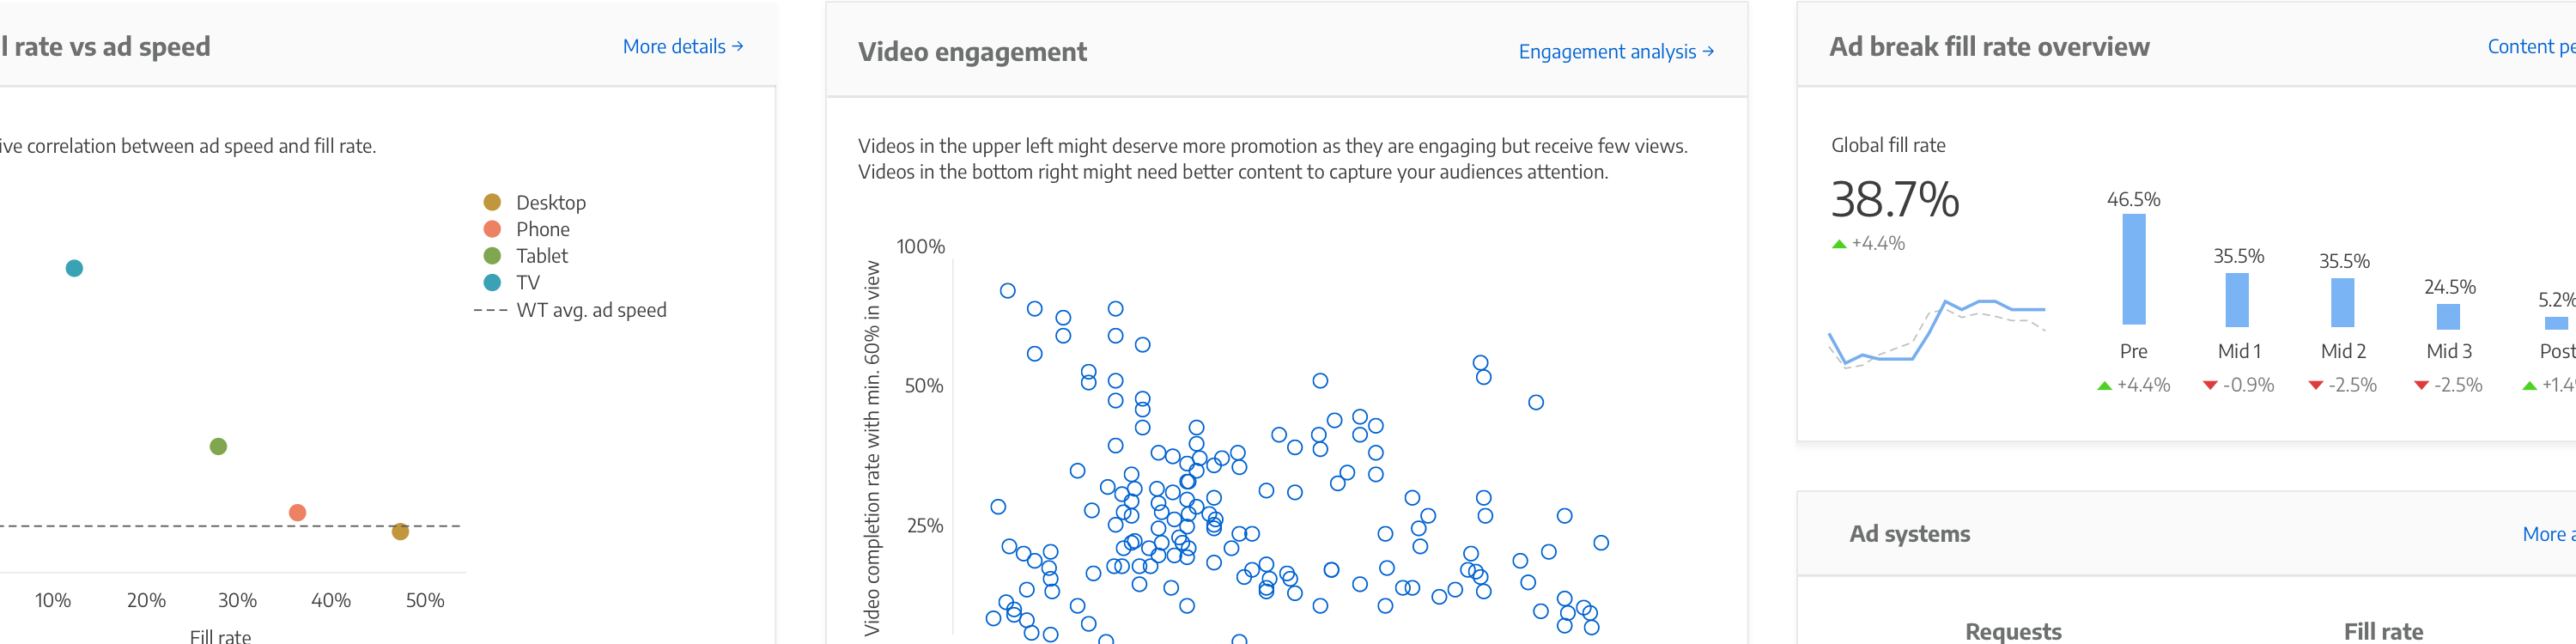 l rate vs ad speed
More details →
ive correlation between ad speed and fill rate.
Desktop
Phone
Tablet
TV
WT avg. ad speed
10% 20% 30% 40% 50%
Fill rate
Video engagement
Engagement analysis →
Videos in the upper left might deserve more promotion as they are engaging but receive few views.
Videos in the bottom right might need better content to capture your audiences attention.
Video completion rate with min. 60% in view
100%
50%
25%
Ad break fill rate overview
Content pe
Global fill rate
38.7%
+4.4%
46.5% 35.5% 35.5% 24.5% 5.2%
Pre Mid 1 Mid 2 Mid 3 Post
+4.4% -0.9% -2.5% -2.5% +1.4%
Ad systems
More a
Requests Fill rate